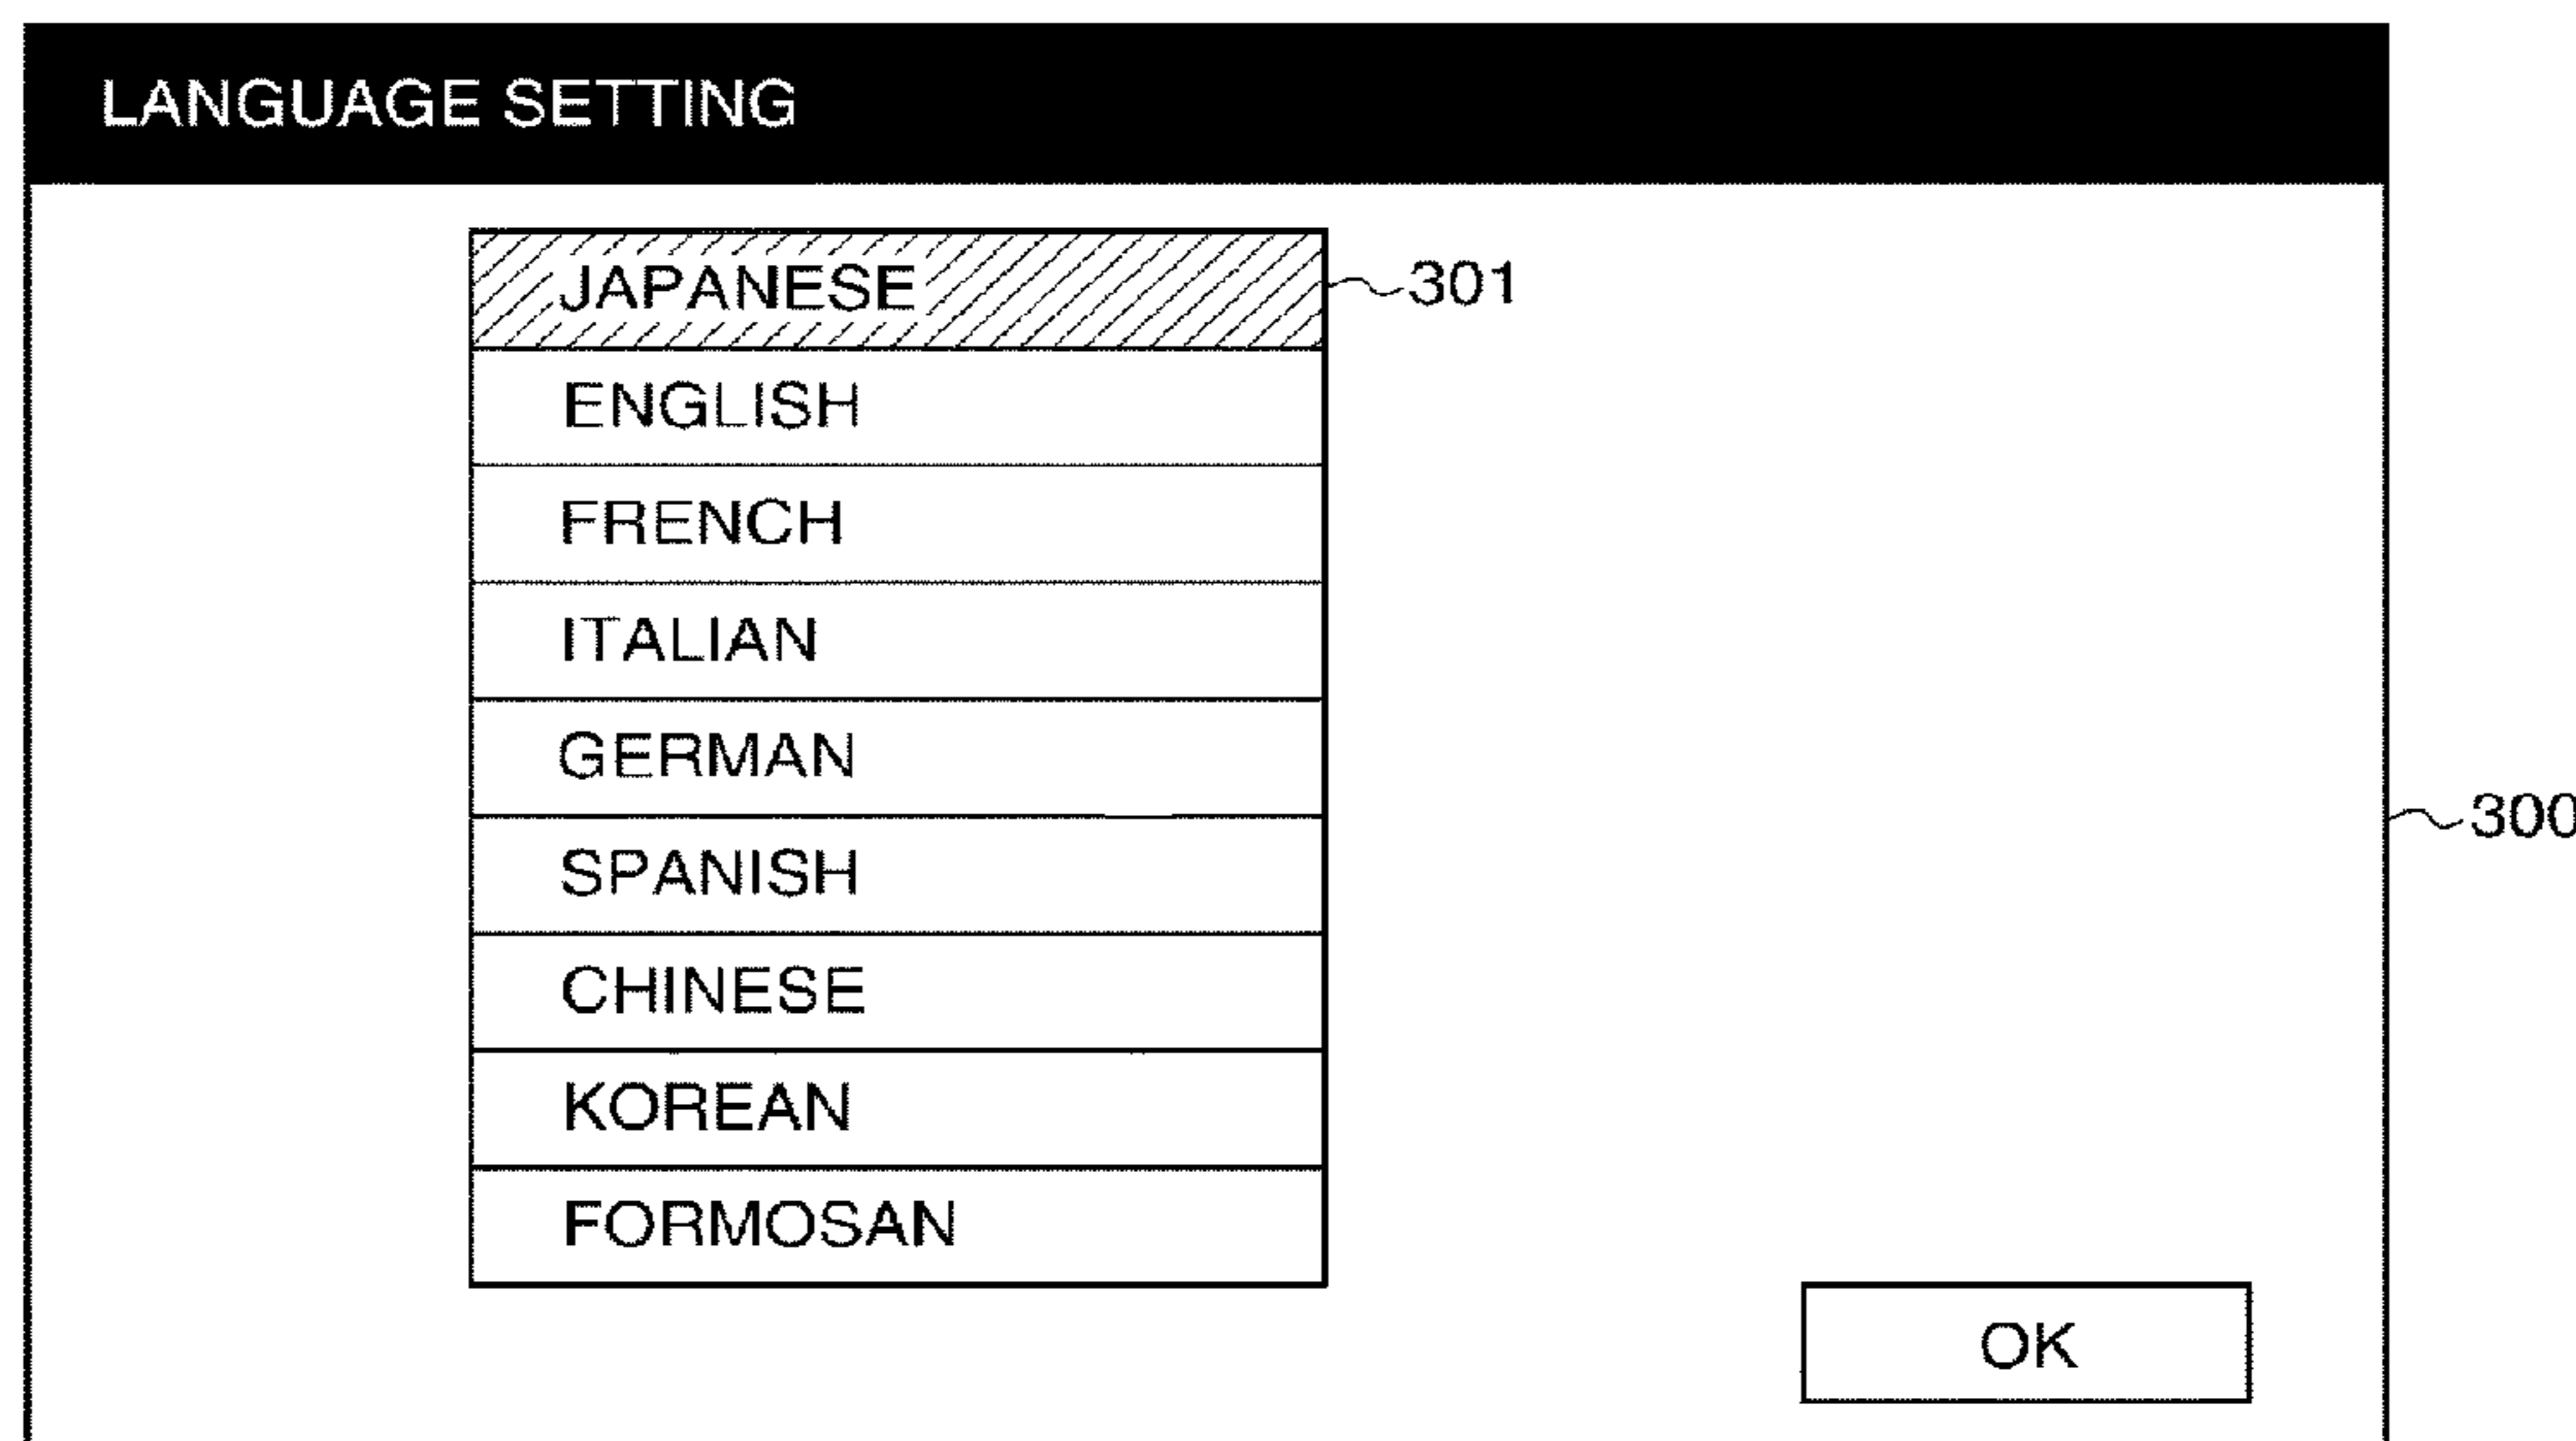 LANGUAGE SETTING
JAPANESE
301
ENGLISH
FRENCH
ITALIAN
GERMAN
300
SPANISH
CHINESE
KOREAN
FORMOSAN
OK